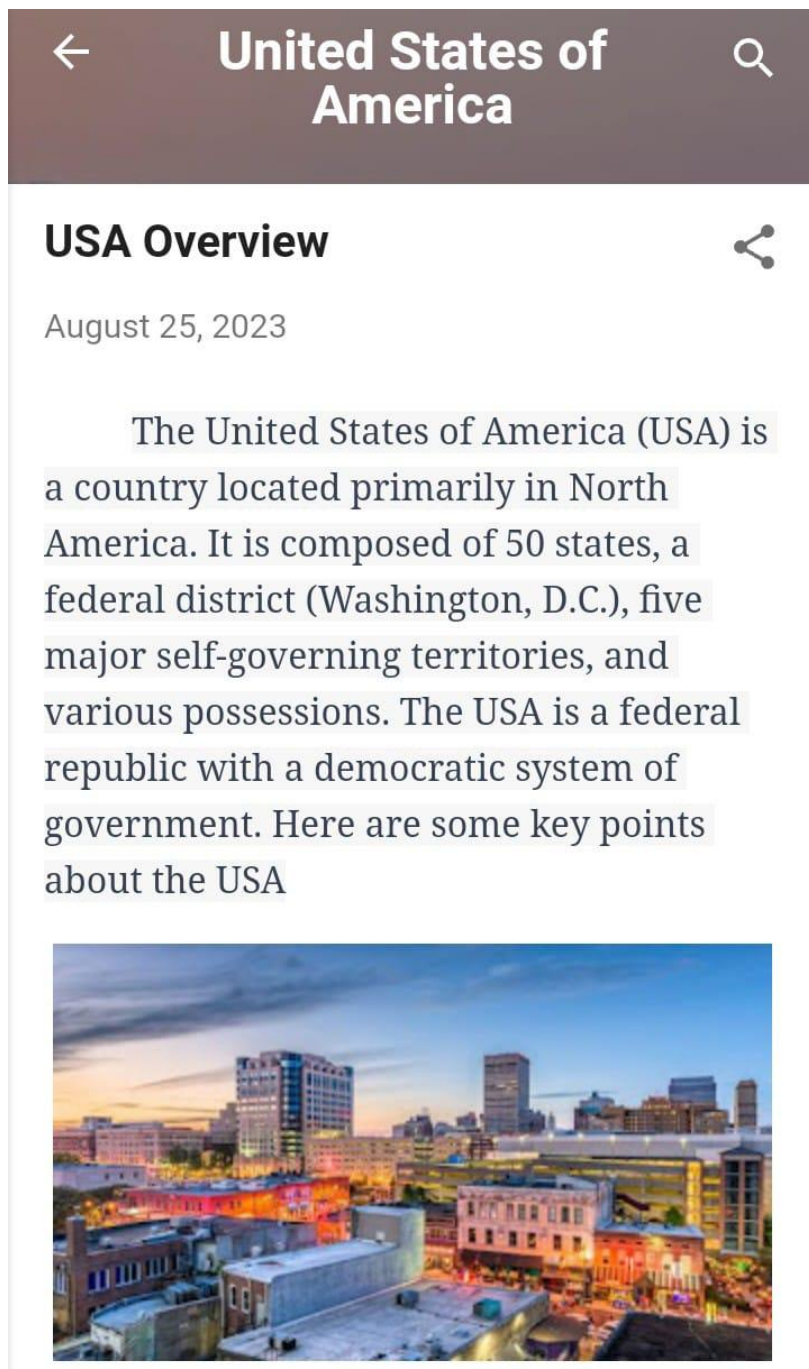 United States of
America
USA Overview
August 25, 2023
The United States of America (USA) is
a country located primarily in North
America. It is composed of 50 states, a
federal district (Washington, D.C.), five
major self-governing territories, and
various possessions. The USA is a federal
republic with a democratic system of
government. Here are some key points
about the USA